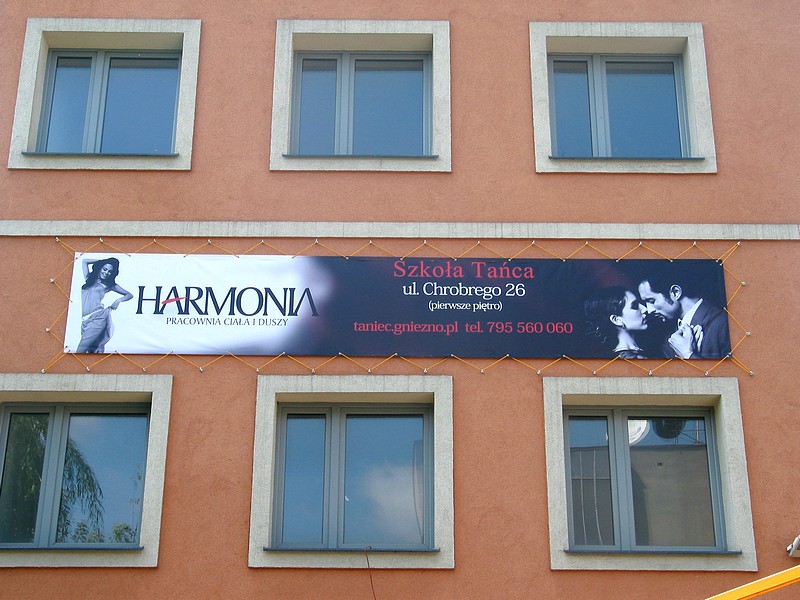 HARMONIA
PRACOWNIA CIAŁA I DUSZY
Szkoła Tańca
ul. Chrobrego 26
(pierwsze piętro)
taniec.gniezno.pl tel. 795 560 060